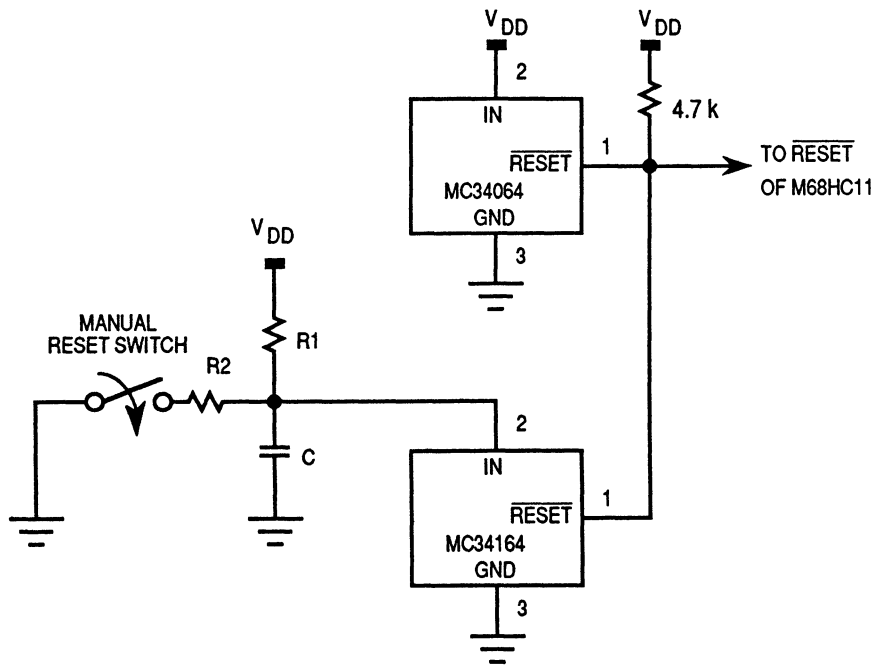 V DD
V DD
2
IN
4.7 k
1
RESET
TO RESET
MC34064
OF M68HC11
GND
3
V DD
MANUAL
RESET SWITCH
R1
R2
2
C
IN
1
RESET
MC34164
GND
3